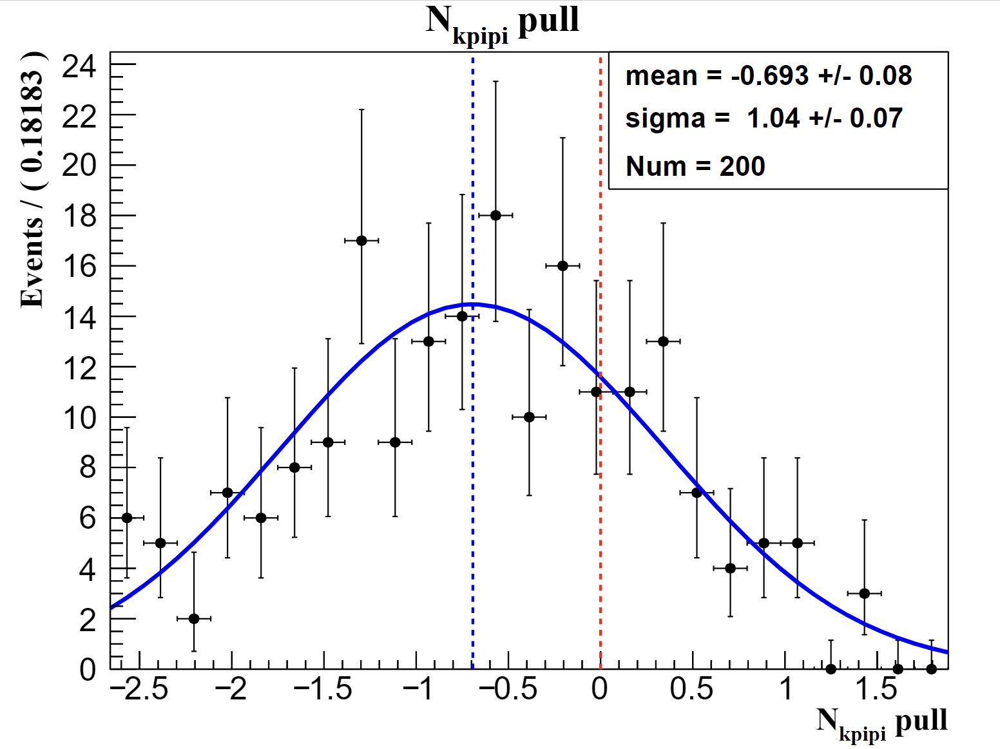 N_kpipi pull
Events / ( 0.18183 )
24
22
20
18
16
14
12
10
8
6
4
2
0
mean = -0.693 +/- 0.08
sigma =  1.04 +/- 0.07
Num = 200
−2.5 −2 −1.5 −1 −0.5 0 0.5 1 1.5
N_kpipi pull